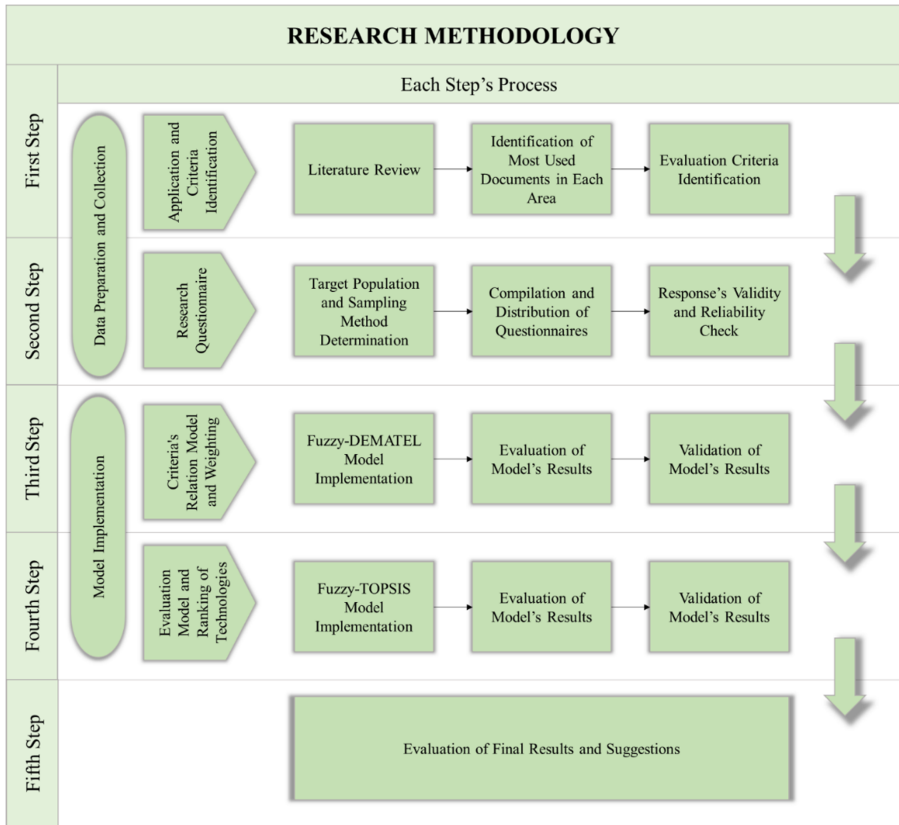 RESEARCH METHODOLOGY
Each Step's Process
First Step
Data Preparation and Collection
Application and
Criteria
Identification
Literature Review
Identification of
Most Used
Documents in Each
Area
Evaluation Criteria
Identification
Second Step
Research
Questionnaire
Target Population
and Sampling
Method
Determination
Compilation and
Distribution of
Questionnaires
Response's Validity
and Reliability
Check
Third Step
Model Implementation
Criteria's
Relation Model
and Weighting
Fuzzy-DEMATEL
Model
Implementation
Evaluation of
Model's Results
Validation of
Model's Results
Fourth Step
Evaluation
Model and
Ranking of
Technologies
Fuzzy-TOPSIS
Model
Implementation
Evaluation of
Model's Results
Validation of
Model's Results
Fifth Step
Evaluation of Final Results and Suggestions